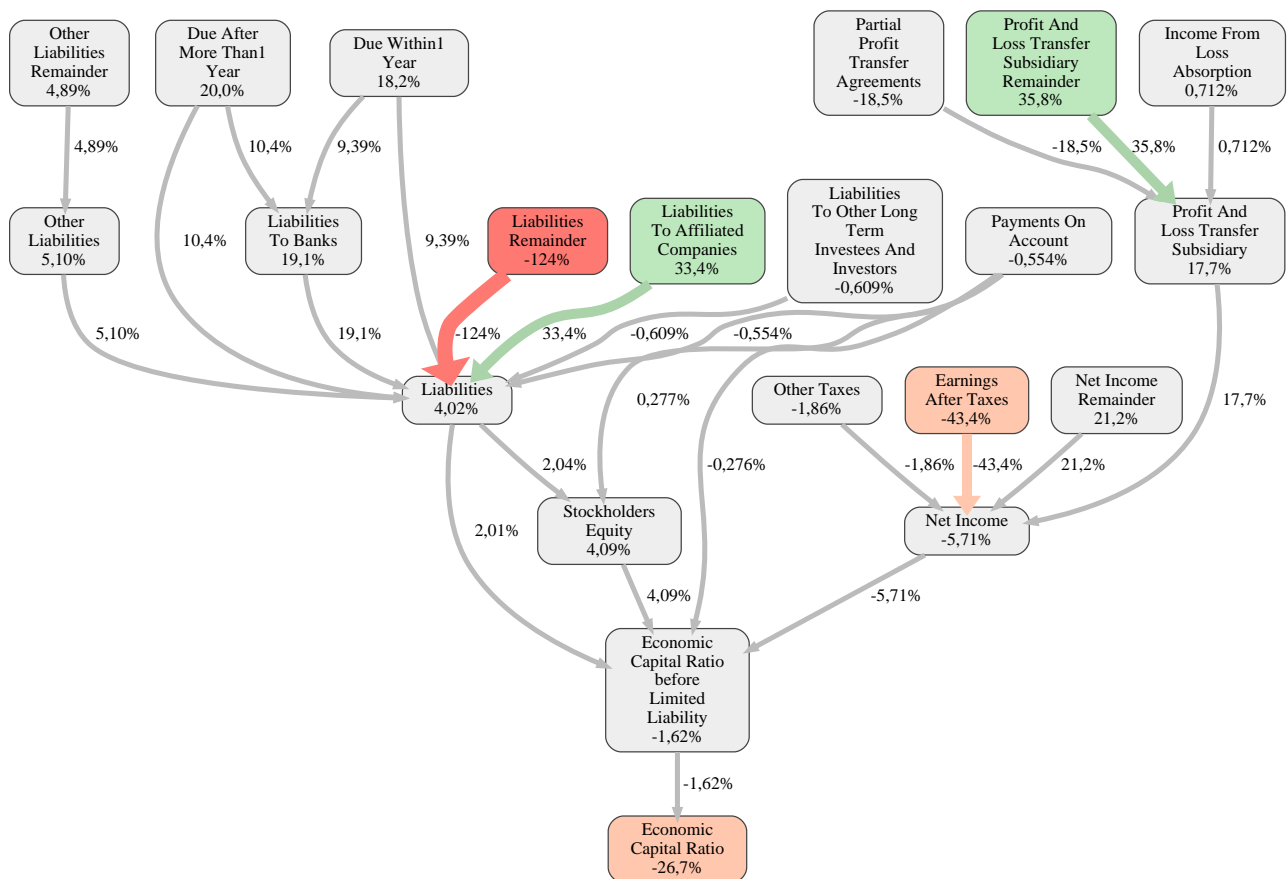 Other
Liabilities
Remainder
4,89%
Due After
More Than1
Year
20,0%
Due Within1
Year
18,2%
Partial
Profit
Transfer
Agreements
-18,5%
Profit And
Loss Transfer
Subsidiary
Remainder
35,8%
Income From
Loss
Absorption
0,712%
4,89%
10,4%
9,39%
-18,5%
35,8%
0,712%
Other
Liabilities
5,10%
10,4%
Liabilities
To Banks
19,1%
9,39%
Liabilities
Remainder
-124%
Liabilities
To Affiliated
Companies
33,4%
Liabilities
To Other Long
Term
Investees And
Investors
-0,609%
Payments On
Account
-0,554%
Profit And
Loss Transfer
Subsidiary
17,7%
5,10%
19,1%
-124%
33,4%
-0,609%
-0,554%
Liabilities
4,02%
0,277%
Other Taxes
-1,86%
Earnings
After Taxes
-43,4%
Net Income
Remainder
21,2%
17,7%
2,04%
-0,276%
-1,86%
-43,4%
21,2%
2,01%
Stockholders
Equity
4,09%
Net Income
-5,71%
4,09%
-5,71%
Economic
Capital Ratio
before
Limited
Liability
-1,62%
-1,62%
Economic
Capital Ratio
-26,7%